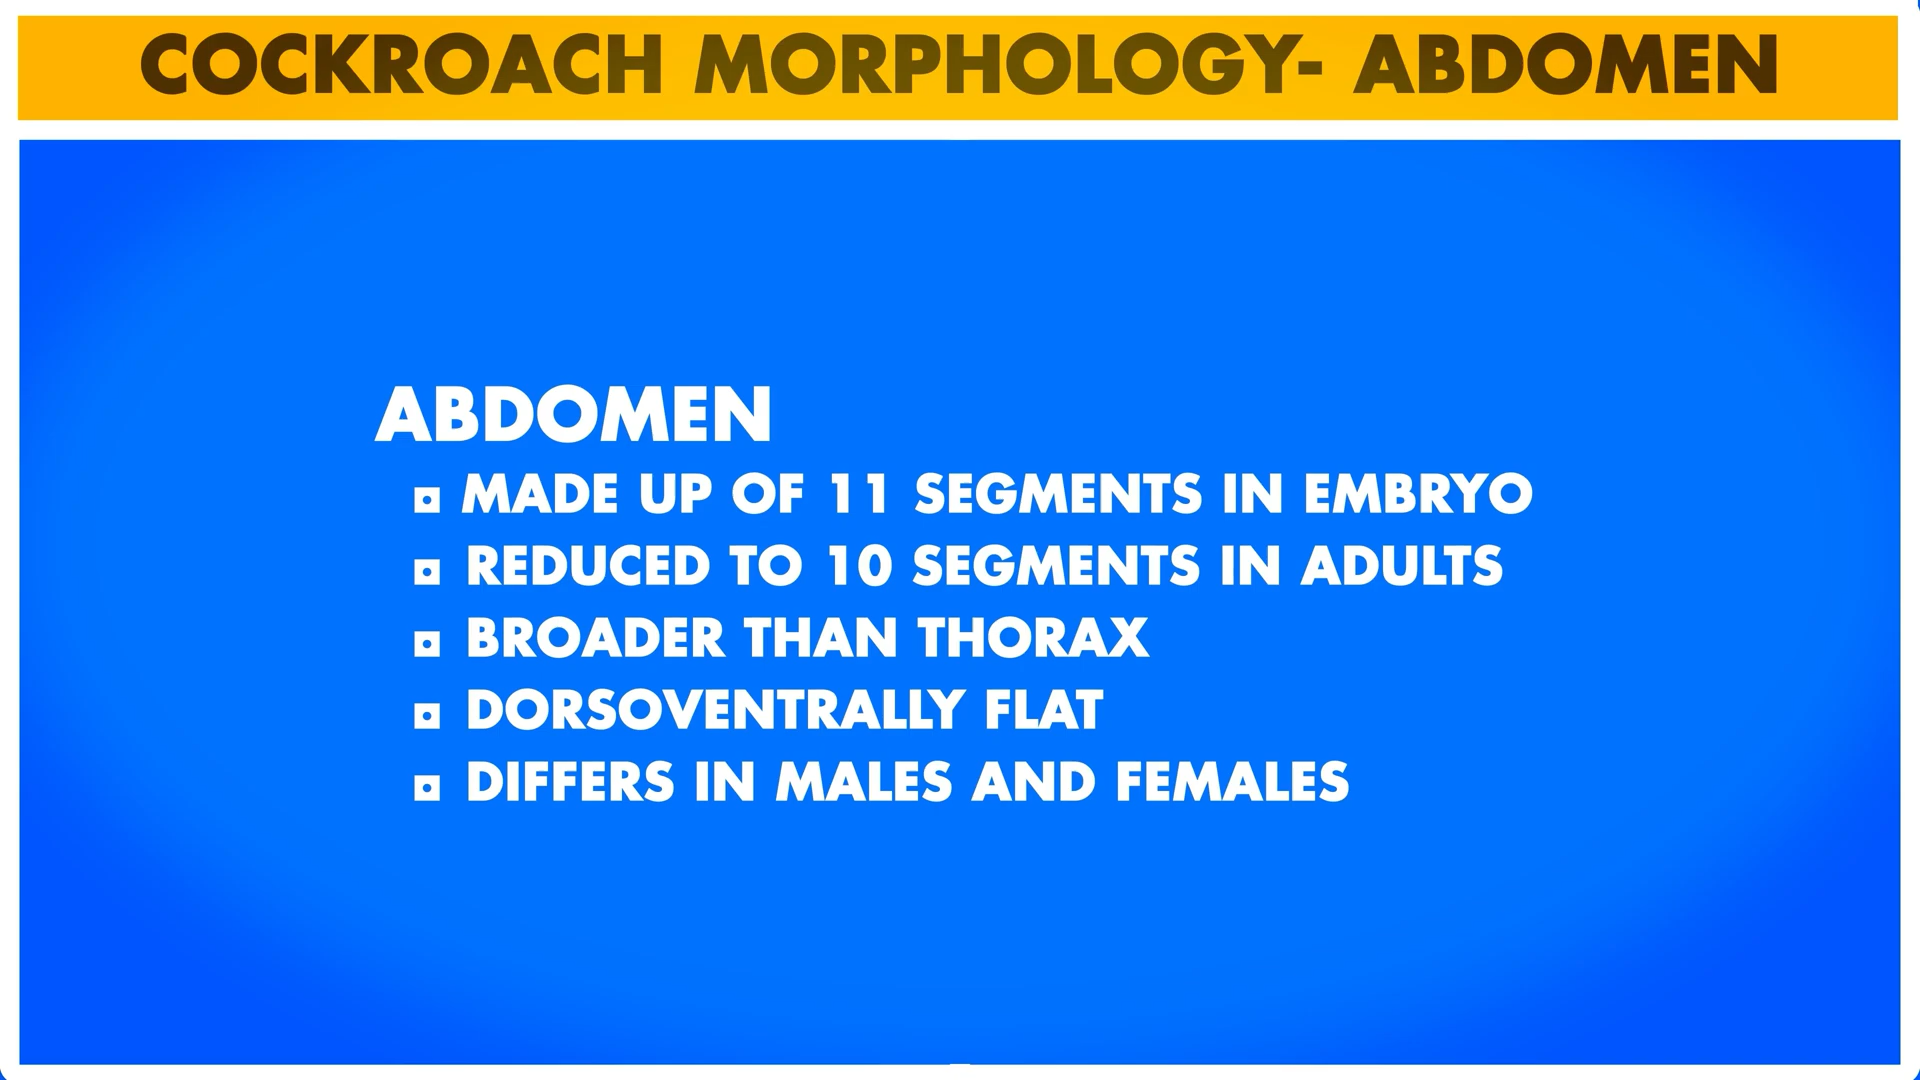 COCKROACH MORPHOLOGY- ABDOMEN
ABDOMEN
MADE UP OF 11 SEGMENTS IN EMBRYO
REDUCED TO 10 SEGMENTS IN ADULTS
BROADER THAN THORAX
DORSOVENTRALLY FLAT
DIFFERS IN MALES AND FEMALES